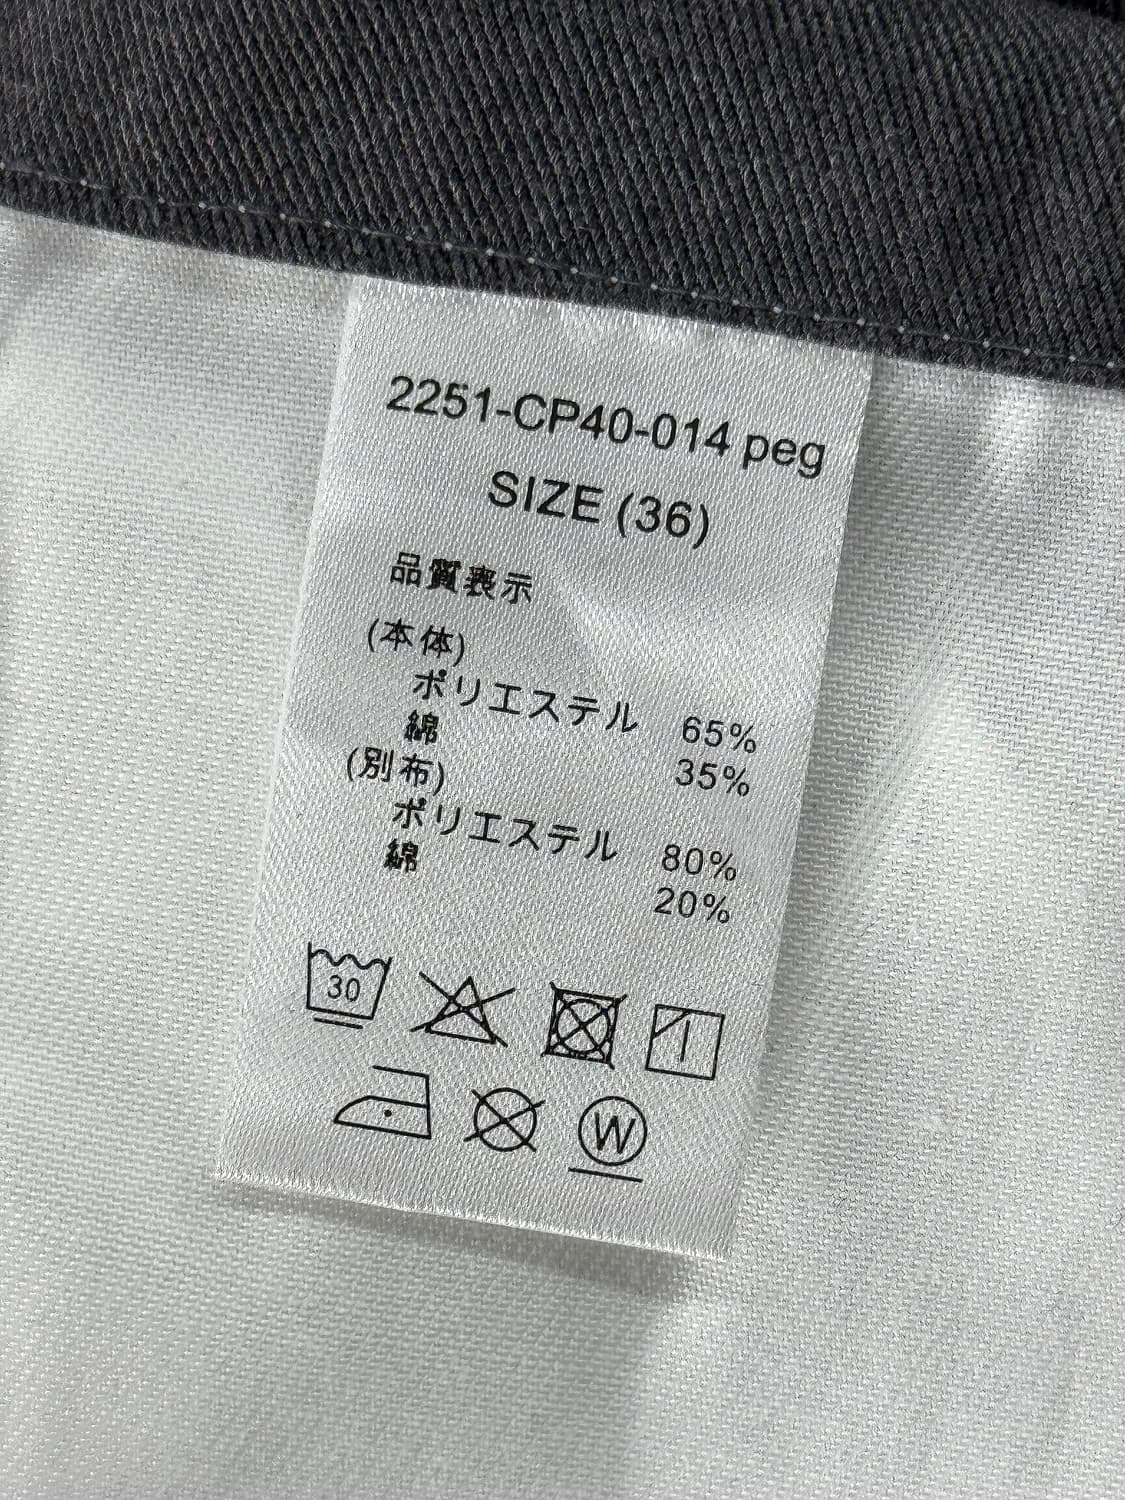 2251-CP40-014 peg
SIZE (36)
品質表示
(本体)
ポリエステル 65%
綿 35%
(別布)
ポリエステル 80%
綿 20%
30
W